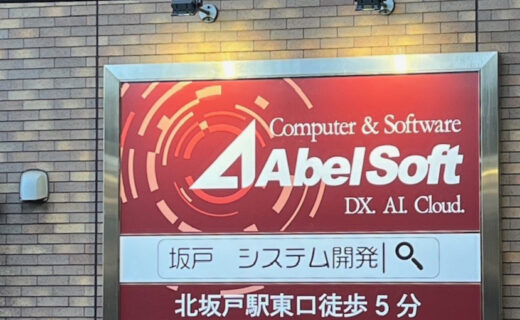 Computer & Software
AbelSoft
DX. AI. Cloud.
坂戸 システム開発
北坂戸駅東口徒歩5分